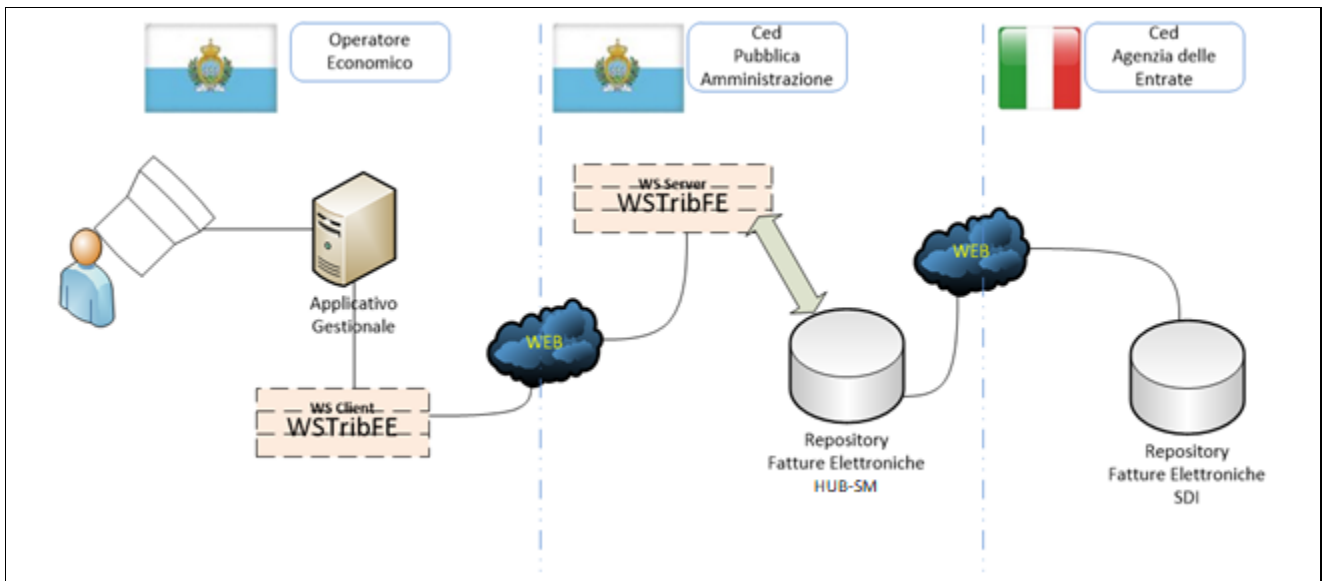 Operatore
Economico
Ced
Pubblica
Amministrazione
Ced
Agenzia delle
Entrate
WS Server
WSTribFE
WEB
Applicativo
Gestionale
WEB
WS Client
WSTribFE
Repository
Fatture Elettroniche
HUB-SM
Repository
Fatture Elettroniche
SDI